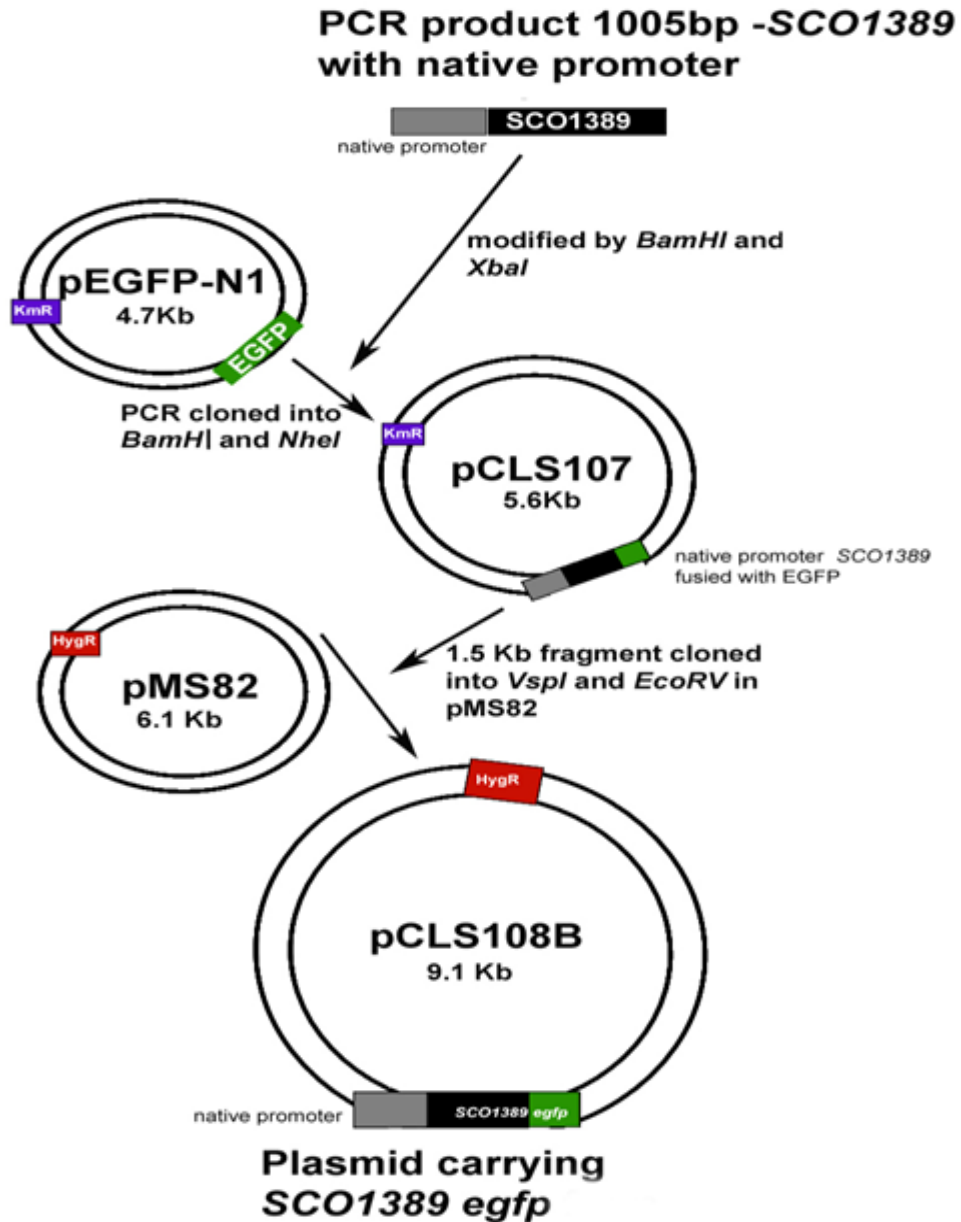 PCR product 1005bp -SCO1389
with native promoter
SCO1389
native promoter
modified by BamHI and
XbaI
pEGFP-N1
4.7Kb
KmR
EGFP
PCR cloned into
BamHI and NheI
KmR
pCLS107
5.6Kb
native promoter SCO1389
fusied with EGFP
HygR
pMS82
6.1 Kb
1.5 Kb fragment cloned
into VspI and EcoRV in
pMS82
HygR
pCLS108B
9.1 Kb
native promoter
SCO1389 egfp
Plasmid carrying
SCO1389 egfp